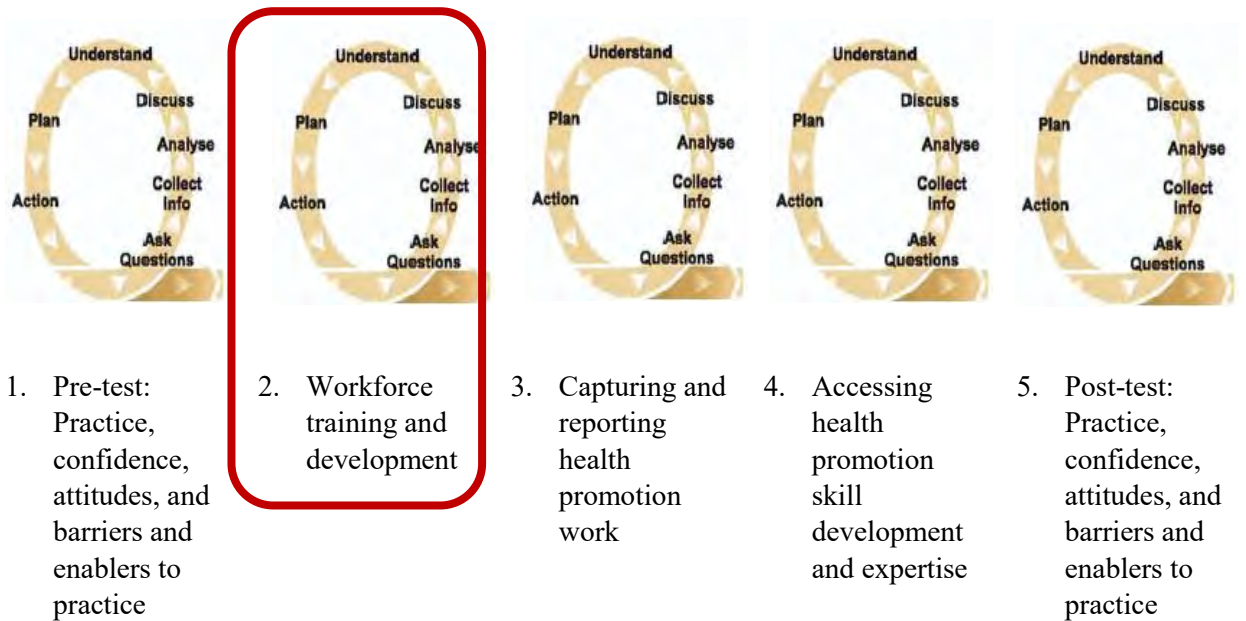 Understand
Discuss
Plan
Analyse
Collect
Info
Action
Ask
Questions
Understand
Discuss
Plan
Analyse
Collect
Info
Action
Ask
Questions
Understand
Discuss
Plan
Analyse
Collect
Info
Action
Ask
Questions
Understand
Discuss
Plan
Analyse
Collect
Info
Action
Ask
Questions
Understand
Discuss
Plan
Analyse
Collect
Info
Action
Ask
Questions
1. Pre-test:
Practice,
confidence,
attitudes, and
barriers and
enablers to
practice
2. Workforce
training and
development
3. Capturing and
reporting
health
promotion
work
4. Accessing
health
promotion
skill
development
and expertise
5. Post-test:
Practice,
confidence,
attitudes, and
barriers and
enablers to
practice